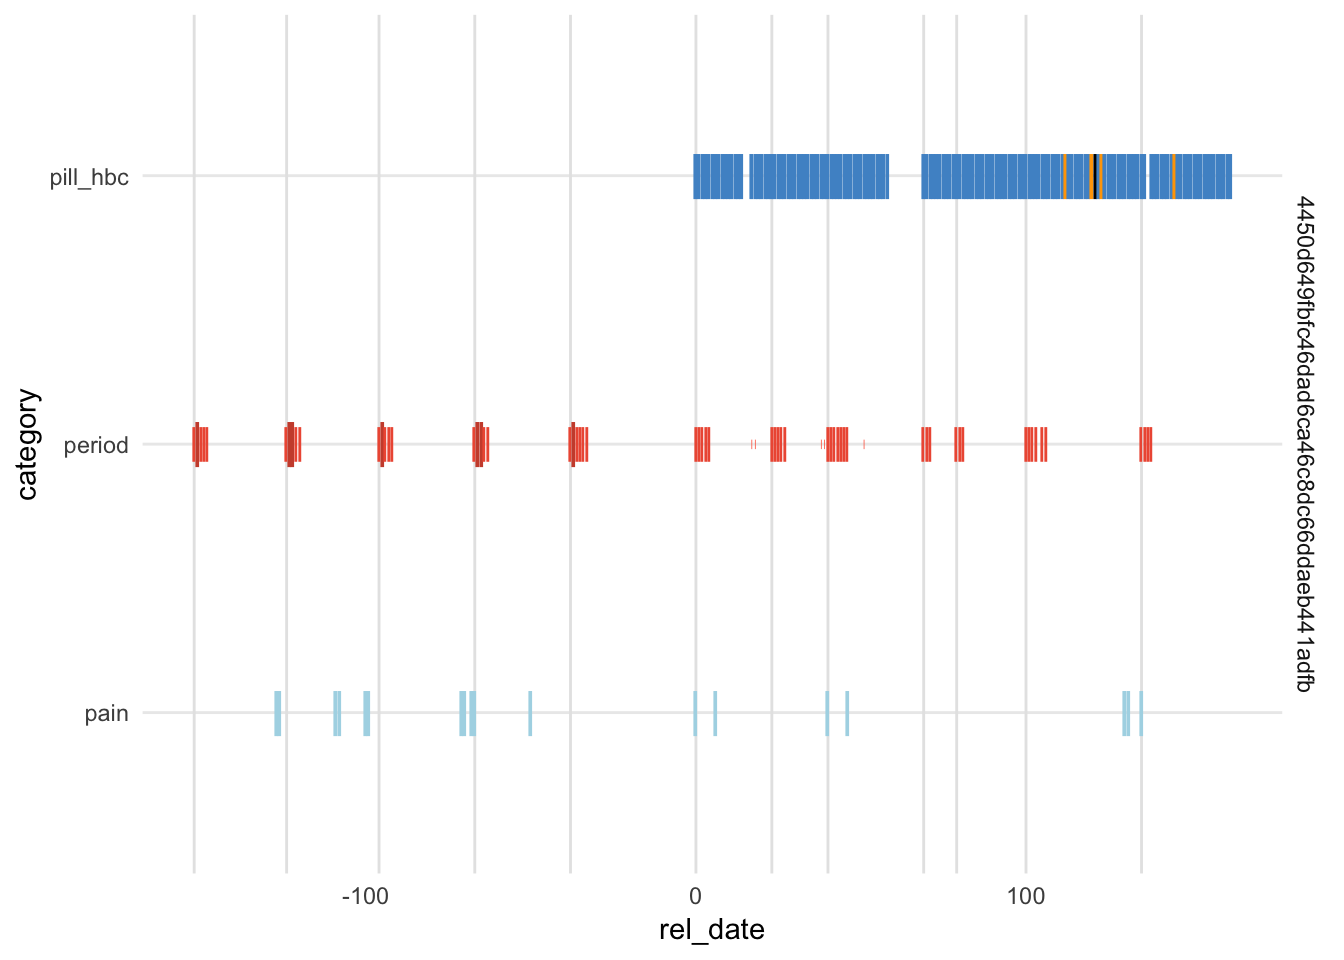 pill_hbc
period
pain
category
-100
0
100
rel_date
4450d649fbfc46dad6ca46c8dc66ddaeb441adfb